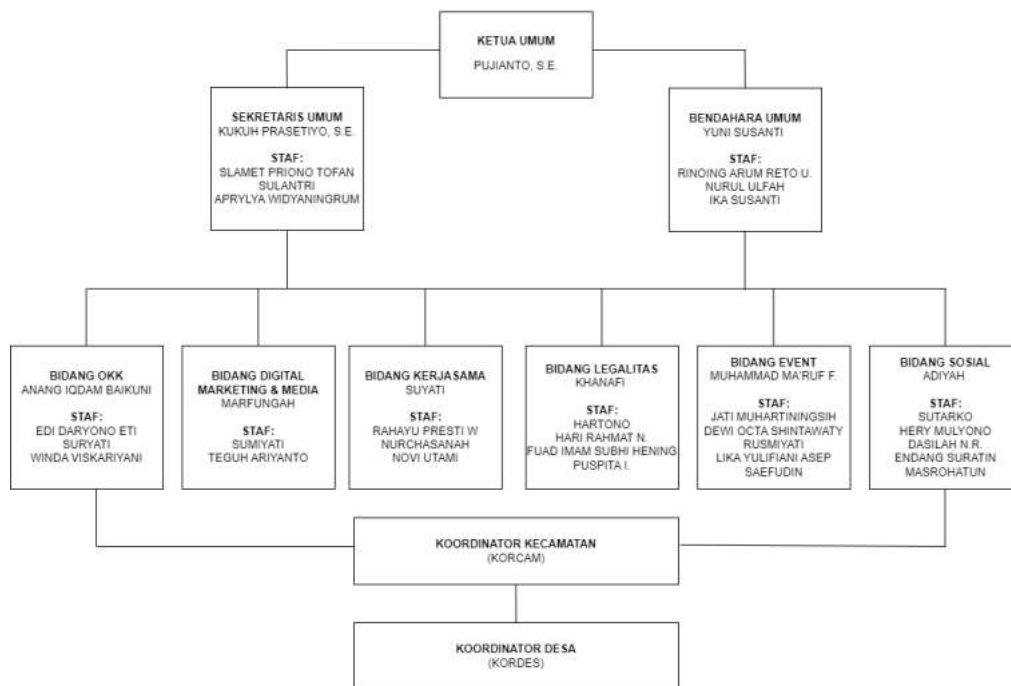 KETUA UMUM
PUJIANTO, S.E.
SEKRETARIS UMUM
KUKUH PRASETIYO, S.E.
STAF:
SLAMET PRIONO TOFAN
SULANTRI
APRYLYA WIDYANINGRUM
BENDAHARA UMUM
YUNI SUSANTI
STAF:
RINOING ARUM RETO U.
NURUL ULFAH
IKA SUSANTI
BIDANG OKK
ANANG IQDAM BAIKUNI
STAF:
EDI DARYONO ETI
SURYATI
WINDA VISKARIYANI
BIDANG DIGITAL
MARKETING & MEDIA
MARFUNGAH
STAF:
SUMIYATI
TEGUH ARIYANTO
BIDANG KERJASAMA
SUYATI
STAF:
RAHAYU PRESTI W
NURCHASANAH
NOVI UTAMI
BIDANG LEGALITAS
KHANAFI
STAF:
HARTONO
HARI RAHMAT N.
FUAD IMAM SUBHI HENING
PUSPITA I.
BIDANG EVENT
MUHAMMAD MA'RUF F.
STAF:
JATI MUHARTININGSIH
DEWI OCTA SHINTAWATY
RUSMIYATI
LIKA YULIFIANI ASEP
SAEFUDIN
BIDANG SOSIAL
ADIYAH
STAF:
SUTARKO
HERY MULYONO
DASILAH N.R.
ENDANG SURATIN
MASROHATUN
KOORDINATOR KECAMATAN
(KORCAM)
KOORDINATOR DESA
(KORDES)